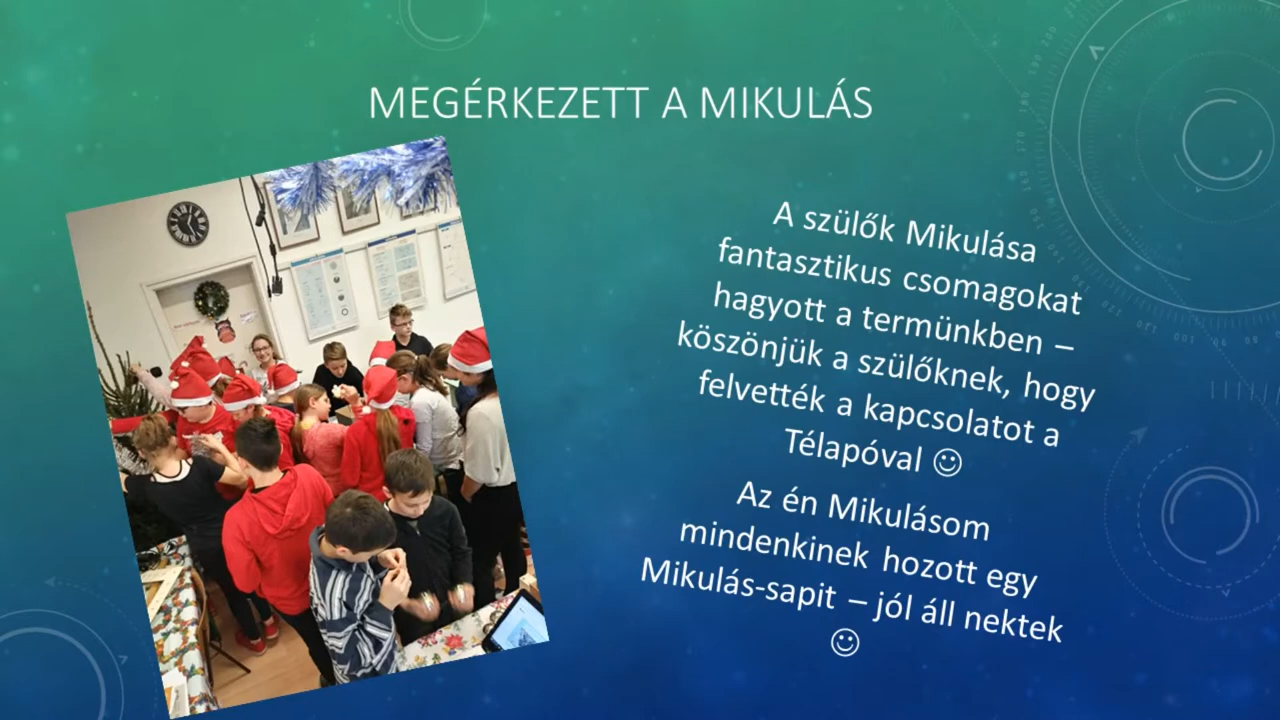 MEGÉRKEZETT A MIKULÁS
A szülők Mikulása
fantasztikus csomagokat
hagyott a termünkben –
köszönjük a szülőknek, hogy
felvették a kapcsolatot a
Télapóval ☺
Az én Mikulásom
mindenkinek hozott egy
Mikulás-sapit – jól áll nektek
☺